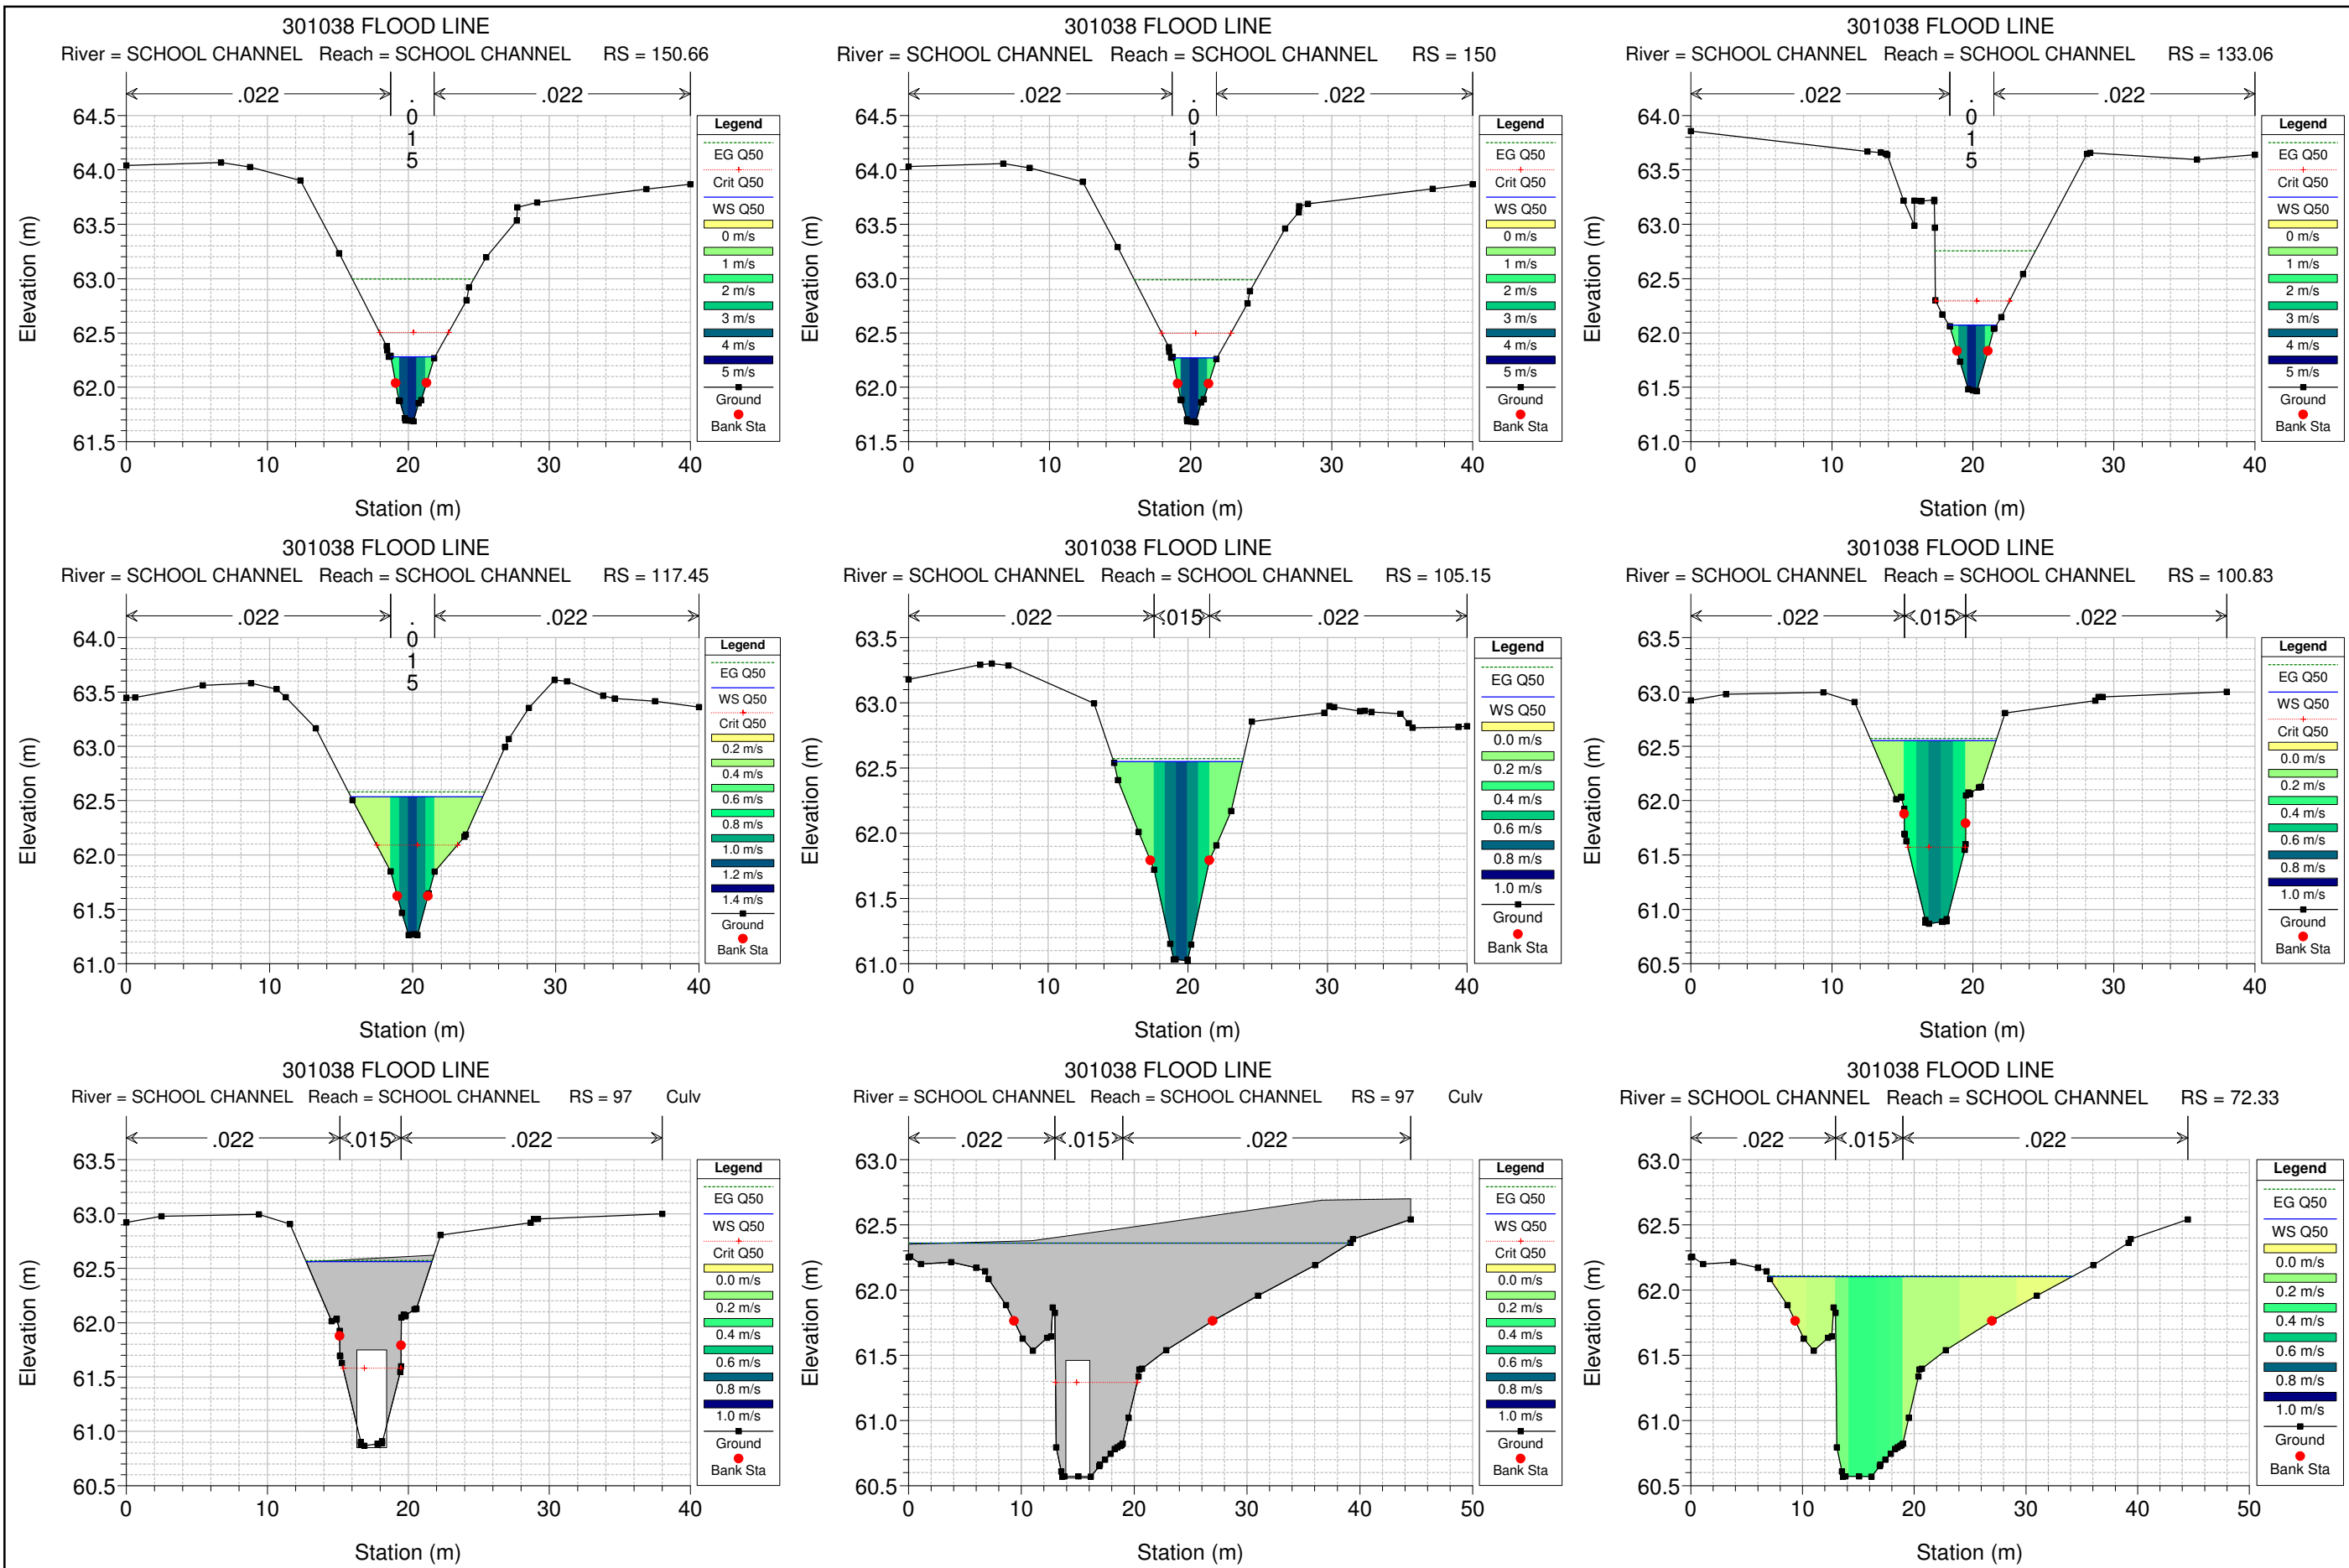 301038 FLOOD LINE
River = SCHOOL CHANNEL Reach = SCHOOL CHANNEL RS = 150.66
.022
.015
.022
Elevation (m)
64.5
64.0
63.5
63.0
62.5
62.0
61.5
0 10 20 30 40
Station (m)
Legend
EG Q50
Crit Q50
WS Q50
0 m/s
1 m/s
2 m/s
3 m/s
4 m/s
5 m/s
Ground
Bank Sta
301038 FLOOD LINE
River = SCHOOL CHANNEL Reach = SCHOOL CHANNEL RS = 150
.022
.015
.022
Elevation (m)
64.5
64.0
63.5
63.0
62.5
62.0
61.5
0 10 20 30 40
Station (m)
Legend
EG Q50
Crit Q50
WS Q50
0 m/s
1 m/s
2 m/s
3 m/s
4 m/s
5 m/s
Ground
Bank Sta
301038 FLOOD LINE
River = SCHOOL CHANNEL Reach = SCHOOL CHANNEL RS = 133.06
.022
.015
.022
Elevation (m)
64.0
63.5
63.0
62.5
62.0
61.5
61.0
0 10 20 30 40
Station (m)
Legend
EG Q50
Crit Q50
WS Q50
0 m/s
1 m/s
2 m/s
3 m/s
4 m/s
5 m/s
Ground
Bank Sta
301038 FLOOD LINE
River = SCHOOL CHANNEL Reach = SCHOOL CHANNEL RS = 117.45
.022
.015
.022
Elevation (m)
64.0
63.5
63.0
62.5
62.0
61.5
61.0
0 10 20 30 40
Station (m)
Legend
EG Q50
WS Q50
Crit Q50
0.2 m/s
0.4 m/s
0.6 m/s
0.8 m/s
1.0 m/s
1.2 m/s
1.4 m/s
Ground
Bank Sta
301038 FLOOD LINE
River = SCHOOL CHANNEL Reach = SCHOOL CHANNEL RS = 105.15
.022
.015
.022
Elevation (m)
63.5
63.0
62.5
62.0
61.5
61.0
0 10 20 30 40
Station (m)
Legend
EG Q50
WS Q50
0.0 m/s
0.2 m/s
0.4 m/s
0.6 m/s
0.8 m/s
1.0 m/s
Ground
Bank Sta
301038 FLOOD LINE
River = SCHOOL CHANNEL Reach = SCHOOL CHANNEL RS = 100.83
.022
.015
.022
Elevation (m)
63.5
63.0
62.5
62.0
61.5
61.0
60.5
0 10 20 30 40
Station (m)
Legend
EG Q50
WS Q50
Crit Q50
0.0 m/s
0.2 m/s
0.4 m/s
0.6 m/s
0.8 m/s
1.0 m/s
Ground
Bank Sta
301038 FLOOD LINE
River = SCHOOL CHANNEL Reach = SCHOOL CHANNEL RS = 97 Culv
.022
.015
.022
Elevation (m)
63.5
63.0
62.5
62.0
61.5
61.0
60.5
0 10 20 30 40
Station (m)
Legend
EG Q50
WS Q50
Crit Q50
0.0 m/s
0.2 m/s
0.4 m/s
0.6 m/s
0.8 m/s
1.0 m/s
Ground
Bank Sta
301038 FLOOD LINE
River = SCHOOL CHANNEL Reach = SCHOOL CHANNEL RS = 97 Culv
.022
.015
.022
Elevation (m)
63.0
62.5
62.0
61.5
61.0
60.5
0 10 20 30 40 50
Station (m)
Legend
EG Q50
WS Q50
Crit Q50
0.0 m/s
0.2 m/s
0.4 m/s
0.6 m/s
0.8 m/s
1.0 m/s
Ground
Bank Sta
301038 FLOOD LINE
River = SCHOOL CHANNEL Reach = SCHOOL CHANNEL RS = 72.33
.022
.015
.022
Elevation (m)
63.0
62.5
62.0
61.5
61.0
60.5
0 10 20 30 40 50
Station (m)
Legend
EG Q50
WS Q50
0.0 m/s
0.2 m/s
0.4 m/s
0.6 m/s
0.8 m/s
1.0 m/s
Ground
Bank Sta